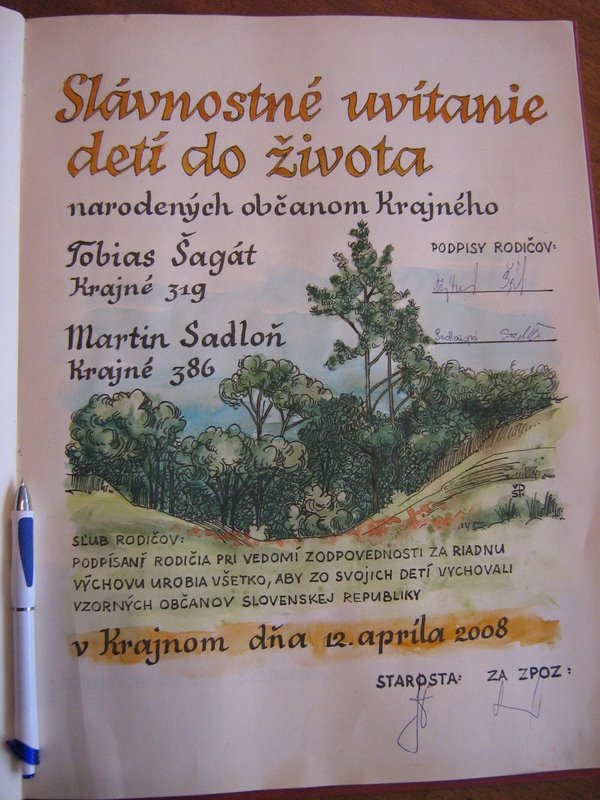 Slávnostné uvítanie
detí do života
narodených občanom Krajného
Tobias Šagát
Krajné 319
PODPISY RODIČOV:
Martin Sadloň
Krajné 386
SĽUB RODIČOV:
PODPÍSANÍ RODIČIA PRI VEDOMÍ ZODPOVEDNOSTI ZA RIADNU
VÝCHOVU UROBIA VŠETKO, ABY ZO SVOJICH DETÍ VYCHOVALI
VZORNÝCH OBČANOV SLOVENSKEJ REPUBLIKY
v Krajnom dňa 12. apríla 2008
STAROSTA: ZA ZPOZ: